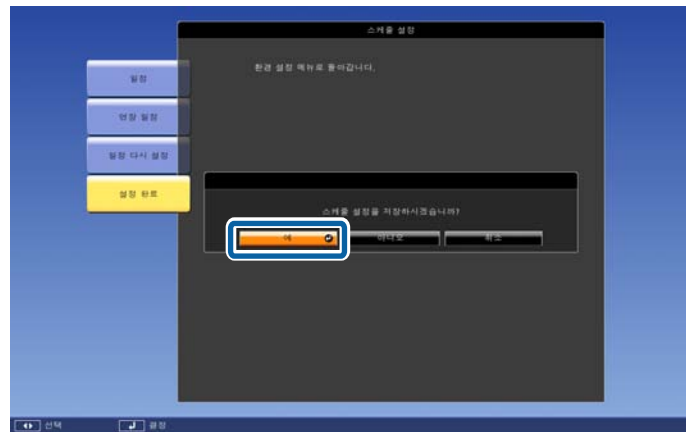 스케줄 설정
환경 설정 메뉴로 돌아갑니다.
일정
연장 일정
일정 다시 설정
설정 완료
스케줄 설정을 저장하시겠습니까?
예 아니오 취소
선택 결정